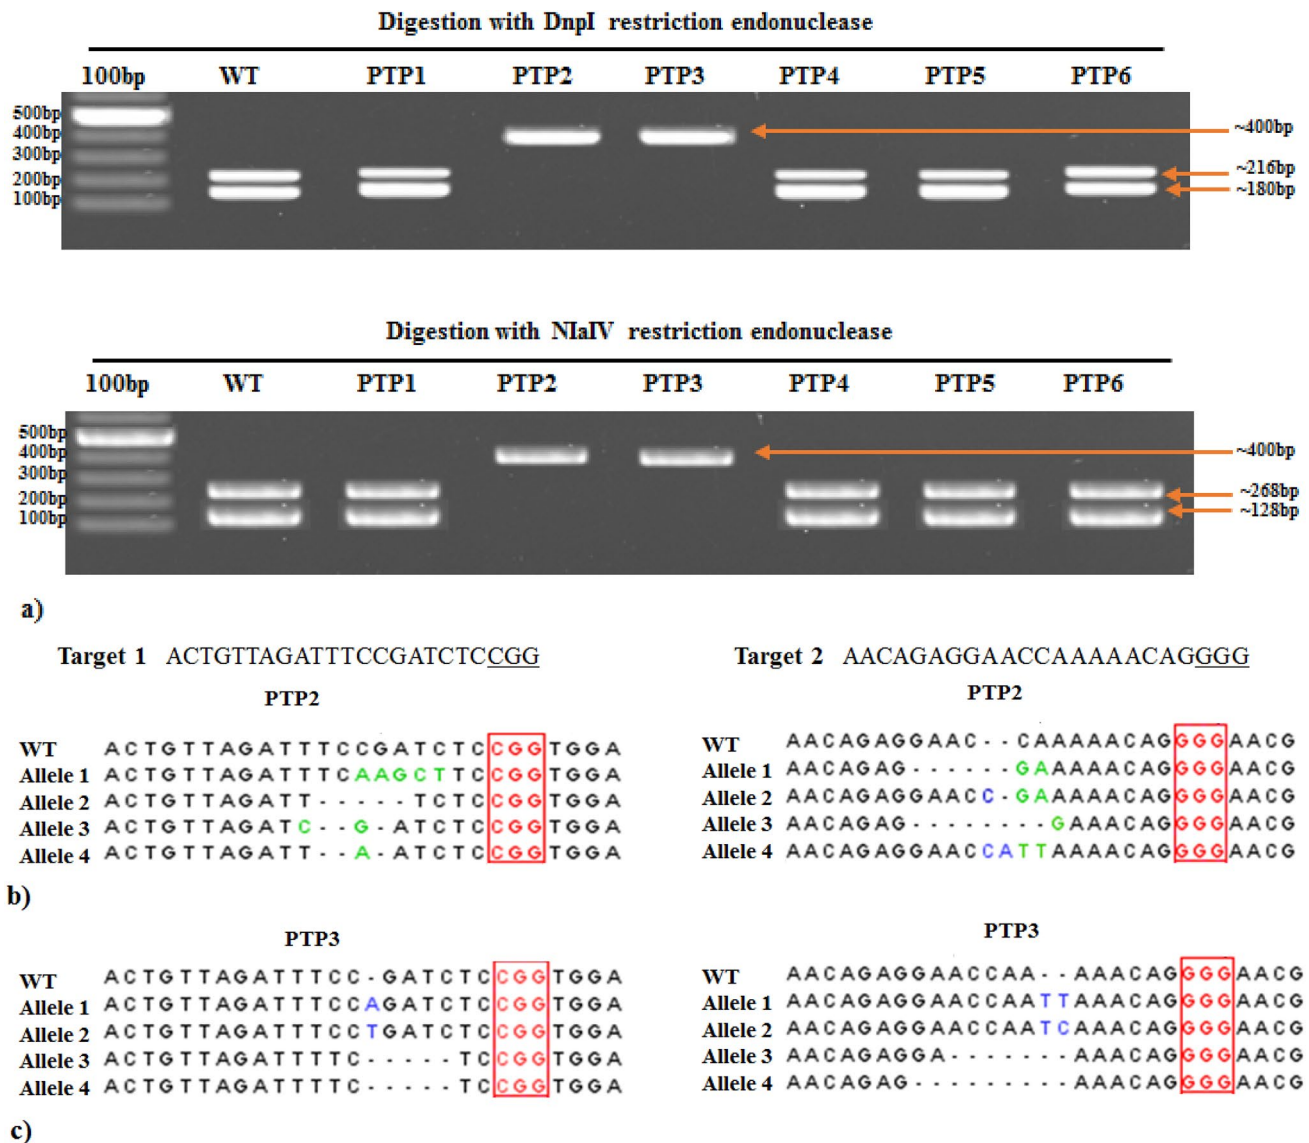 Digestion with DnpI restriction endonuclease
100bp WT PTP1 PTP2 PTP3 PTP4 PTP5 PTP6
500bp
400bp
300bp
200bp
100bp
~400bp
~216bp
~180bp
Digestion with NIaIV restriction endonuclease
100bp WT PTP1 PTP2 PTP3 PTP4 PTP5 PTP6
500bp
400bp
300bp
200bp
100bp
~400bp
~268bp
~128bp
a)
Target 1 ACTGTTAGATTTCCGATCTCCGG
PTP2
WT ACTGTTAGATTTCCGATCTCCGGTGGA
Allele 1 ACTGTTAGATTTCAAGCTTCCGGTGGA
Allele 2 ACTGTTAGATT-----TCTCCGGTGGA
Allele 3 ACTGTTAGATC--G-ATCTCCGGTGGA
Allele 4 ACTGTTAGATT--A-ATCTCCGGTGGA
Target 2 AACAGAGGAACCAAAAACAGGGG
PTP2
WT AACAGAGGAAC--CAAAAACAGGGGAACG
Allele 1 AACAGAG------GAAAAACAGGGGAACG
Allele 2 AACAGAGGAACC-GAAAAACAGGGGAACG
Allele 3 AACAGAG--------GAAACAGGGGAACG
Allele 4 AACAGAGGAACCATTAAAACAGGGGAACG
b)
PTP3
WT ACTGTTAGATTTCC-GATCTCCGGTGGA
Allele 1 ACTGTTAGATTTCCAGATCTCCGGTGGA
Allele 2 ACTGTTAGATTTCCTGATCTCCGGTGGA
Allele 3 ACTGTTAGATTTTC-----TCCGGTGGA
Allele 4 ACTGTTAGATTTTC-----TCCGGTGGA
PTP3
WT AACAGAGGAACCAA--AAACAGGGGAACG
Allele 1 AACAGAGGAACCAATTAAACAGGGGAACG
Allele 2 AACAGAGGAACCAATCAAACAGGGGAACG
Allele 3 AACAGAGGA-------AAACAGGGGAACG
Allele 4 AACAGAG---------AAACAGGGGAACG
c)